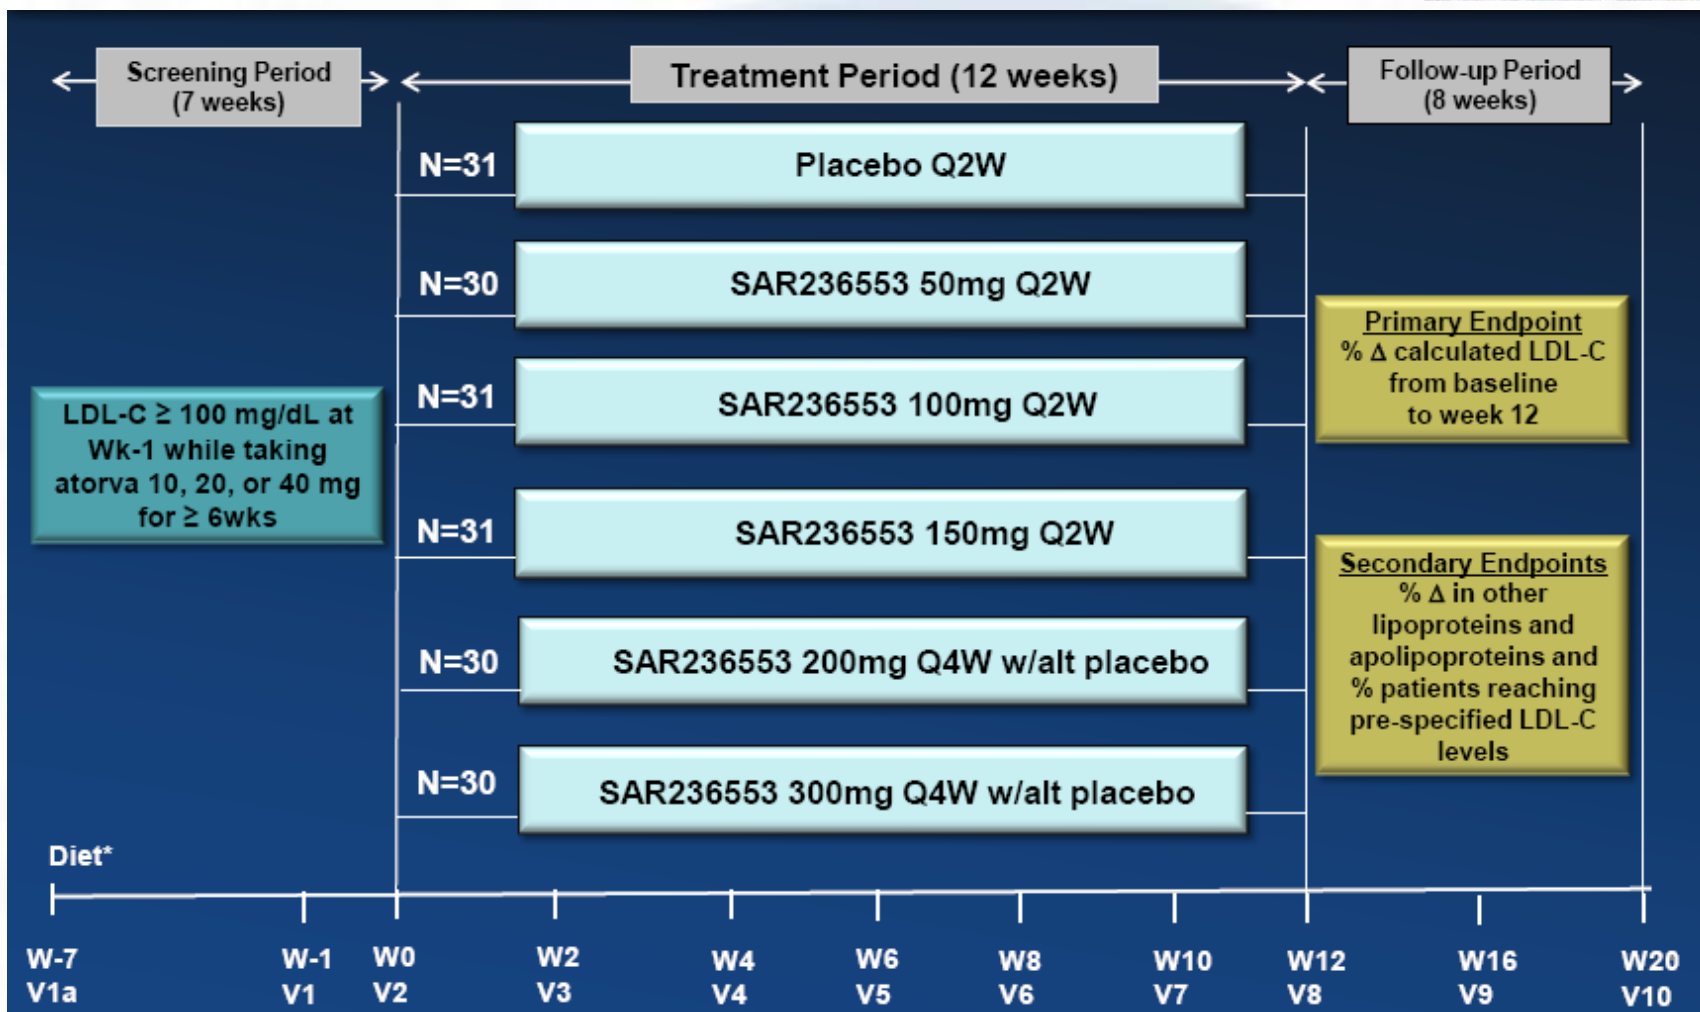 Screening Period
(7 weeks)
Treatment Period (12 weeks)
Follow-up Period
(8 weeks)
N=31
Placebo Q2W
N=30
SAR236553 50mg Q2W
N=31
SAR236553 100mg Q2W
N=31
SAR236553 150mg Q2W
N=30
SAR236553 200mg Q4W w/alt placebo
N=30
SAR236553 300mg Q4W w/alt placebo
LDL-C ≥ 100 mg/dL at
Wk-1 while taking
atorva 10, 20, or 40 mg
for ≥ 6wks
Primary Endpoint
% Δ calculated LDL-C
from baseline
to week 12
Secondary Endpoints
% Δ in other
lipoproteins and
apolipoproteins and
% patients reaching
pre-specified LDL-C
levels
Diet*
W-7 W-1 W0 W2 W4 W6 W8 W10 W12 W16 W20
V1a V1 V2 V3 V4 V5 V6 V7 V8 V9 V10